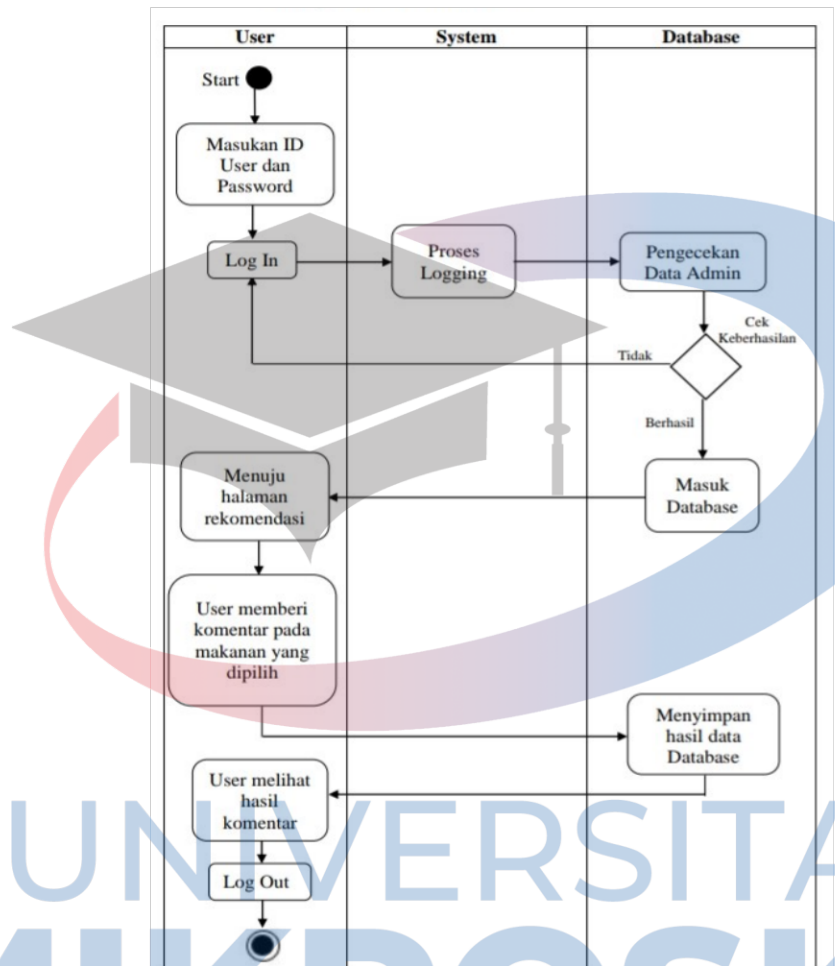 User
System
Database
Start
Masukan ID
User dan
Password
Log In
Proses
Logging
Pengecekan
Data Admin
Cek
Keberhasilan
Tidak
Berhasil
Menuju
halaman
rekomendasi
Masuk
Database
User memberi
komentar pada
makanan yang
dipilih
Menyimpan
hasil data
Database
User melihat
hasil
komentar
Log Out
UNIVERSITA
MIKROSK